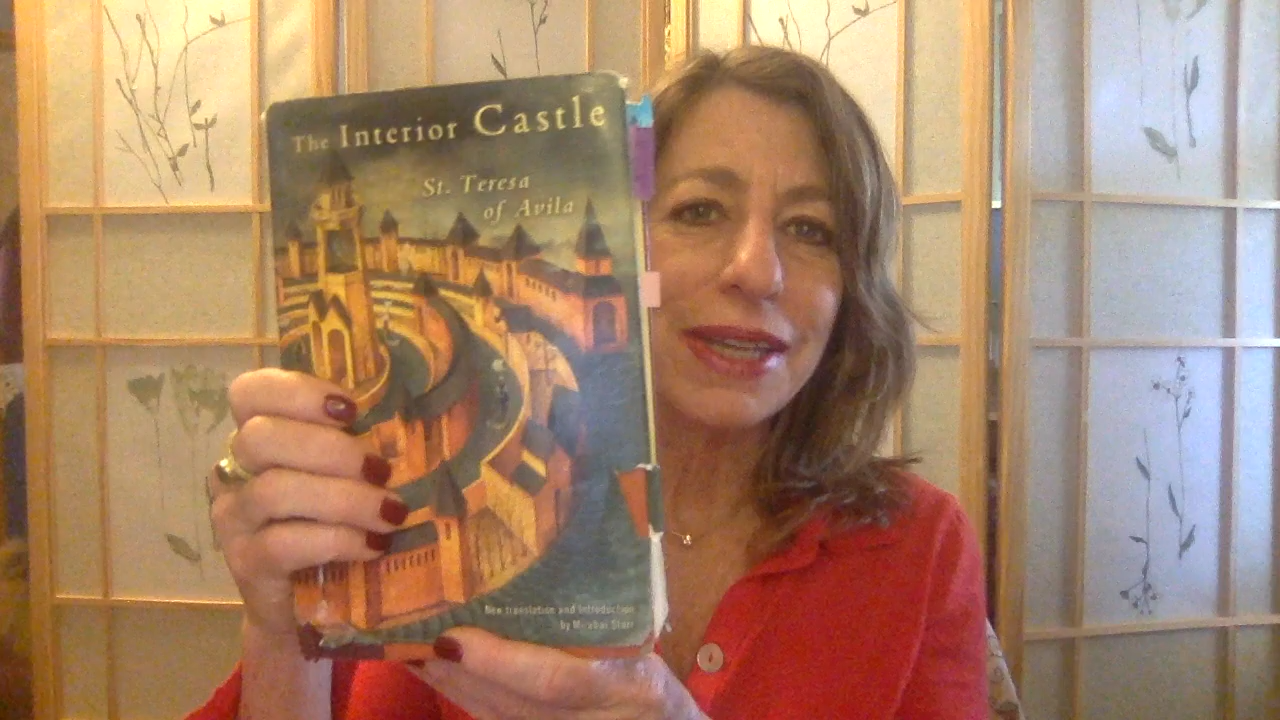 The Interior Castle
St. Teresa
of Avila
New translation and Introduction
by Mirabai Starr